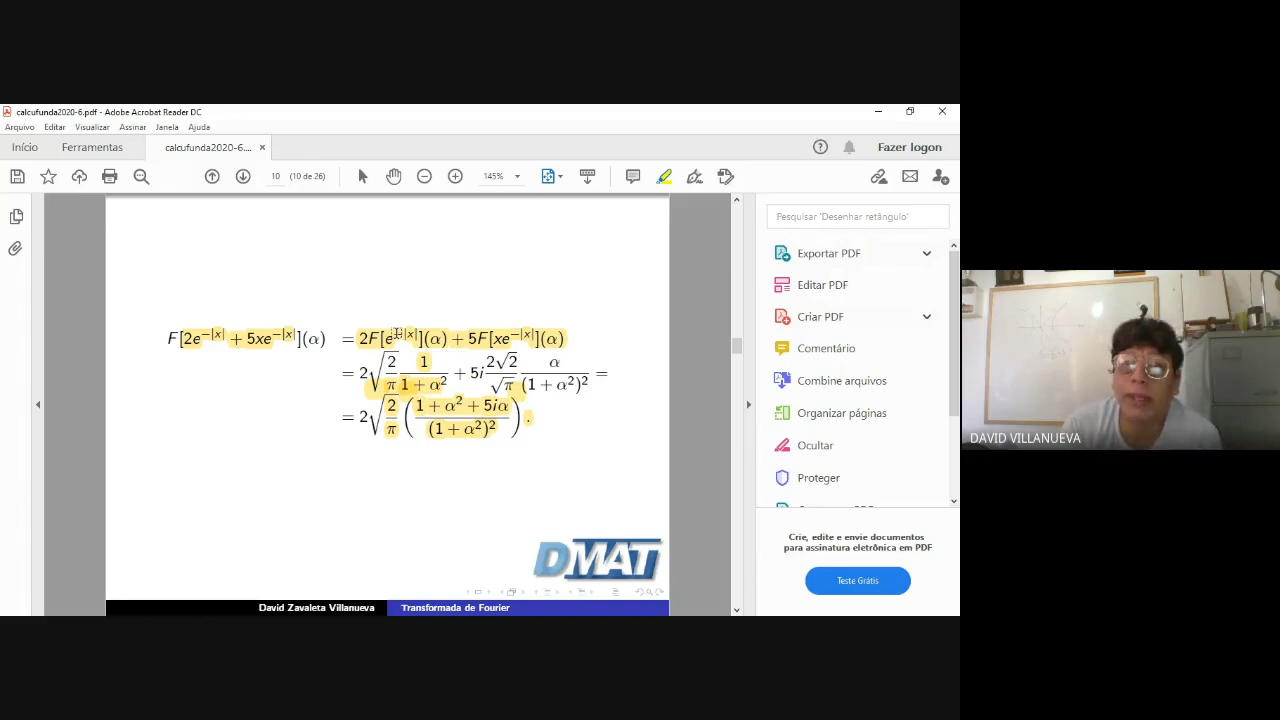 calcufunda2020-6.pdf - Adobe Acrobat Reader DC
Arquivo Editar Visualizar Assinar Janela Ajuda
Início Ferramentas calcufunda2020-6.... × Fazer logon
10 (10 de 26) 145%
Pesquisar 'Desenhar retângulo'
Exportar PDF
Editar PDF
Criar PDF
Comentário
Combine arquivos
Organizar páginas
Ocultar
Proteger
Crie, edite e envie documentos
para assinatura eletrônica em PDF
Teste Grátis
F[2e^{-|x|} + 5xe^{-|x|}](α) = 2F[e^{-|x|}](α) + 5F[xe^{-|x|}](α)
= 2√(2/π) 1/(1 + α²) + 5i (2√2/√π) α/(1 + α²)² =
= 2√(2/π) ((1 + α² + 5iα)/(1 + α²)²).
DMAT
David Zavaleta Villanueva Transformada de Fourier
DAVID VILLANUEVA